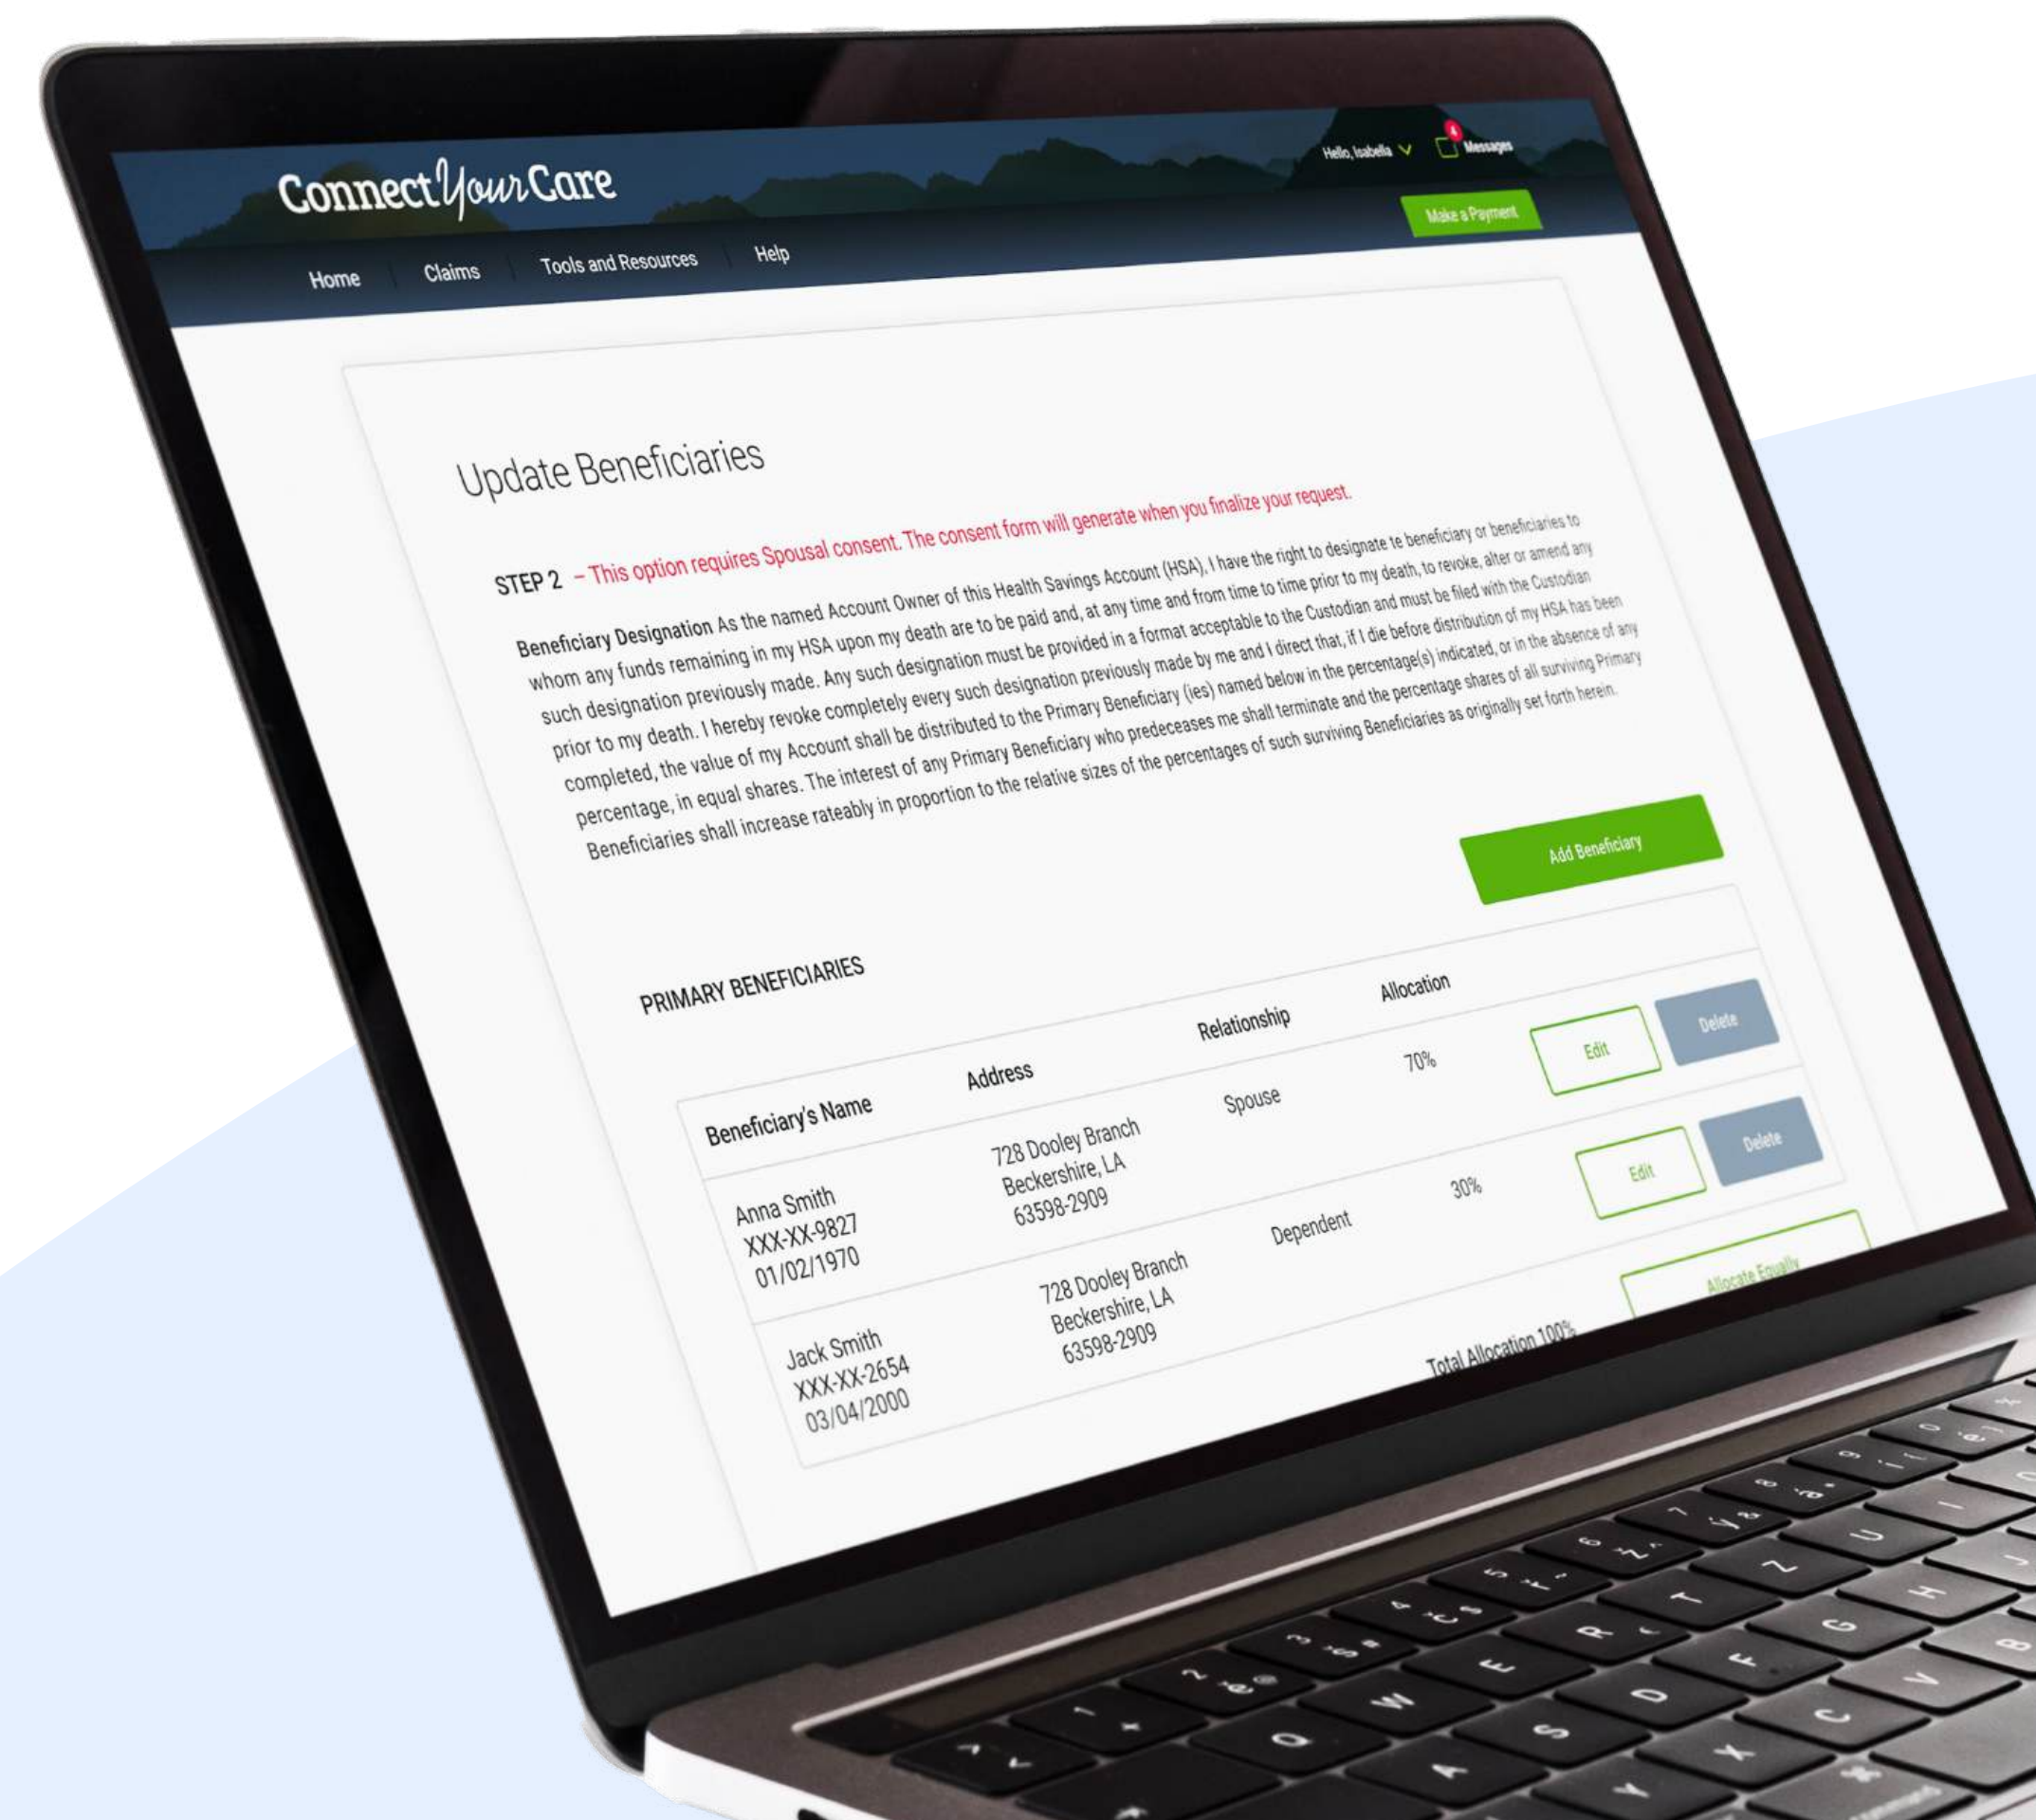 ConnectYourCare
Hello, Isabella
4
Messages
Make a Payment
Home
Claims
Tools and Resources
Help
Update Beneficiaries
STEP 2 – This option requires Spousal consent. The consent form will generate when you finalize your request.
Beneficiary Designation As the named Account Owner of this Health Savings Account (HSA), I have the right to designate te beneficiary or beneficiaries to
whom any funds remaining in my HSA upon my death are to be paid and, at any time and from time to time prior to my death, to revoke, alter or amend any
such designation previously made. Any such designation must be provided in a format acceptable to the Custodian and must be filed with the Custodian
prior to my death. I hereby revoke completely every such designation previously made by me and I direct that, if I die before distribution of my HSA has been
completed, the value of my Account shall be distributed to the Primary Beneficiary (ies) named below in the percentage(s) indicated, or in the absence of any
percentage, in equal shares. The interest of any Primary Beneficiary who predeceases me shall terminate and the percentage shares of all surviving Primary
Beneficiaries shall increase rateably in proportion to the relative sizes of the percentages of such surviving Beneficiaries as originally set forth herein.
Add Beneficiary
PRIMARY BENEFICIARIES
Beneficiary's Name
Address
Relationship
Allocation
Anna Smith
XXX-XX-9827
01/02/1970
728 Dooley Branch
Beckershire, LA
63598-2909
Spouse
70%
Edit
Delete
Jack Smith
XXX-XX-2654
03/04/2000
728 Dooley Branch
Beckershire, LA
63598-2909
Dependent
30%
Edit
Delete
Total Allocation 100%
Allocate Equally
1 2 3 4 5 6 7 8 9 0
Q W E R T Z U
A S D F G H J
Y X C V B